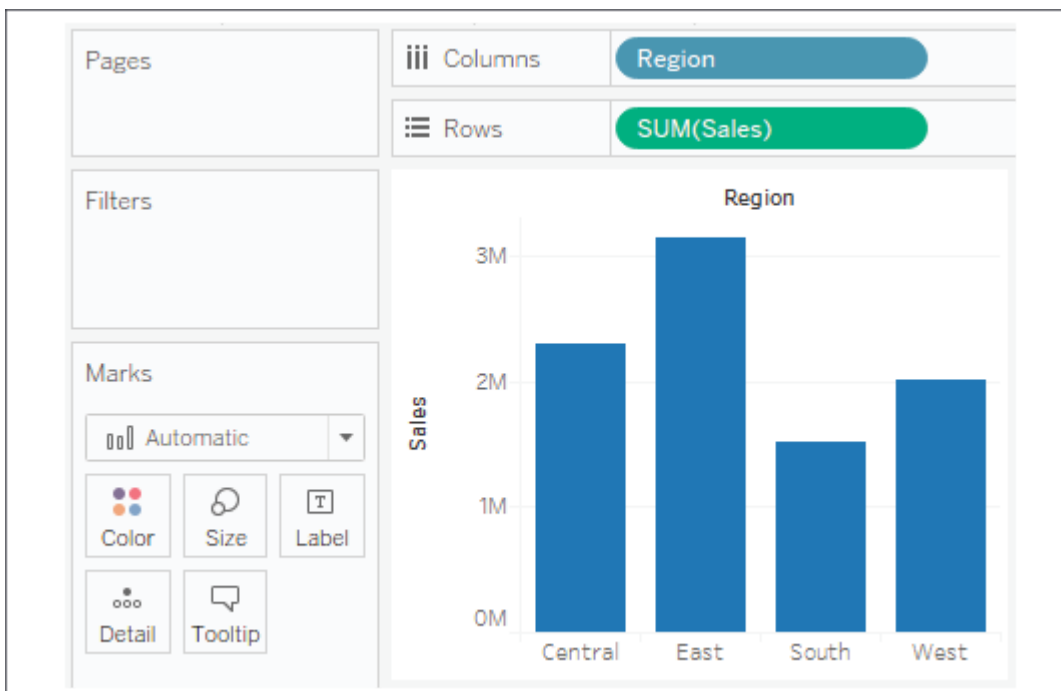 Pages
Columns
Region
Rows
SUM(Sales)
Filters
Marks
Automatic
Color
Size
Label
Detail
Tooltip
Region
Sales
3M
2M
1M
0M
Central
East
South
West